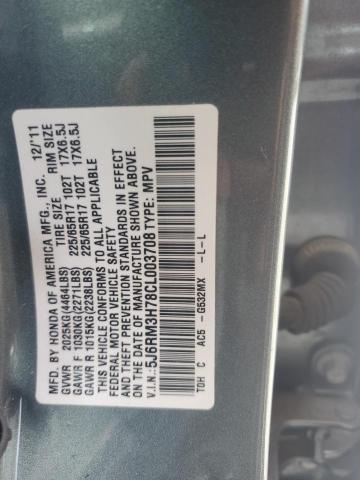 MFD. BY HONDA OF AMERICA MFG., INC. 12/'11
TIRE SIZE RIM SIZE
GVWR 2025KG(4464LBS)
GAWR F 1030KG(2271LBS) 225/65R17 102T 17X6.5J
GAWR R 1015KG(2238LBS) 225/65R17 102T 17X6.5J
THIS VEHICLE CONFORMS TO ALL APPLICABLE
FEDERAL MOTOR VEHICLE SAFETY
AND THEFT PREVENTION STANDARDS IN EFFECT
ON THE DATE OF MANUFACTURE SHOWN ABOVE.
V.I.N.: 5J6RM3H78CL003708 TYPE: MPV
TOH C AC5 - G532MX - L - L